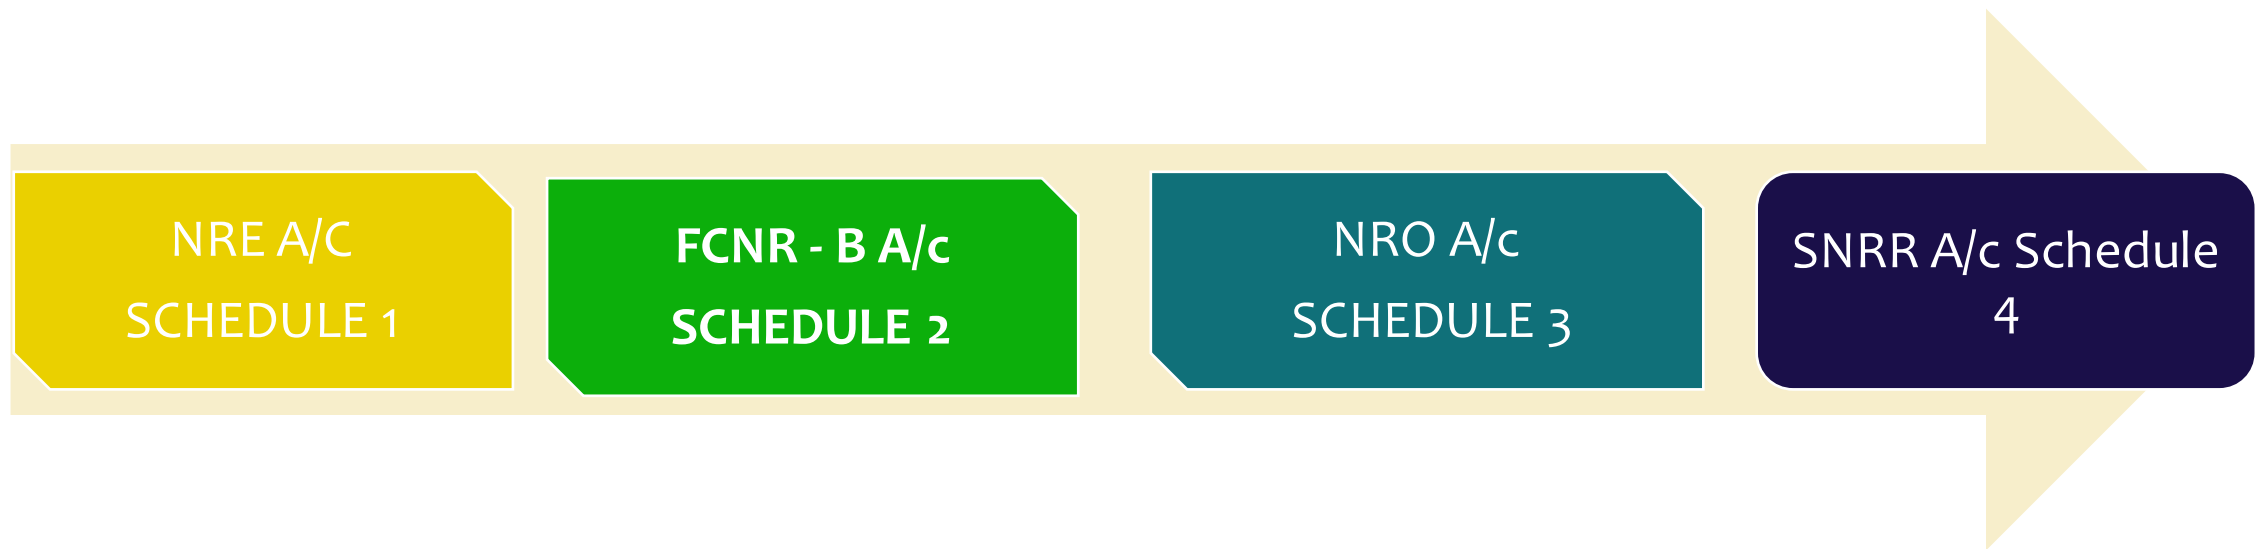 NRE A/C
SCHEDULE 1
FCNR - B A/c
SCHEDULE 2
NRO A/c
SCHEDULE 3
SNRR A/c Schedule
4